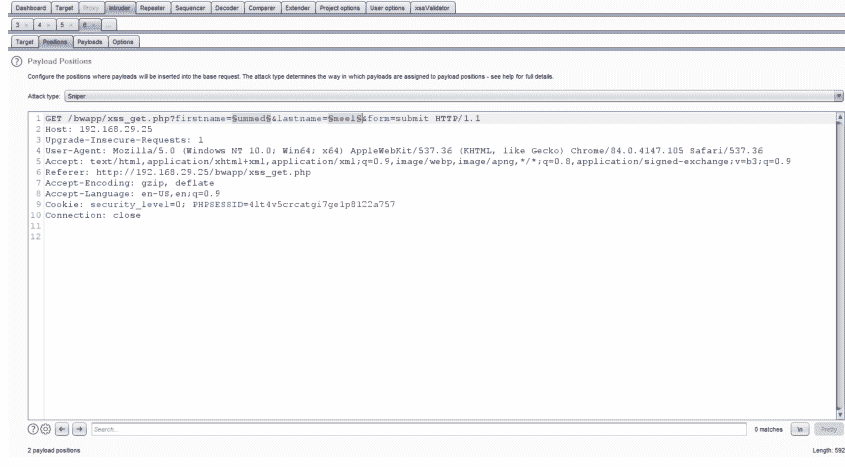 Dashboard Target Proxy Intruder Repeater Sequencer Decoder Comparer Extender Project options User options xssValidator
3 × 4 × 5 × 6 × ...
Target Positions Payloads Options
? Payload Positions
Configure the positions where payloads will be inserted into the base request. The attack type determines the way in which payloads are assigned to payload positions - see help for full details.
Attack type: Sniper
1 GET /bwapp/xss_get.php?firstname=§ummed§&lastname=§meel§&form=submit HTTP/1.1
2 Host: 192.168.29.25
3 Upgrade-Insecure-Requests: 1
4 User-Agent: Mozilla/5.0 (Windows NT 10.0; Win64; x64) AppleWebKit/537.36 (KHTML, like Gecko) Chrome/84.0.4147.105 Safari/537.36
5 Accept: text/html,application/xhtml+xml,application/xml;q=0.9,image/webp,image/apng,*/*;q=0.8,application/signed-exchange;v=b3;q=0.9
6 Referer: http://192.168.29.25/bwapp/xss_get.php
7 Accept-Encoding: gzip, deflate
8 Accept-Language: en-US,en;q=0.9
9 Cookie: security_level=0; PHPSESSID=41t4v5crcatgi7ge1p8122a757
10 Connection: close
11
12
? Search... 0 matches \n Pretty
2 payload positions Length: 592